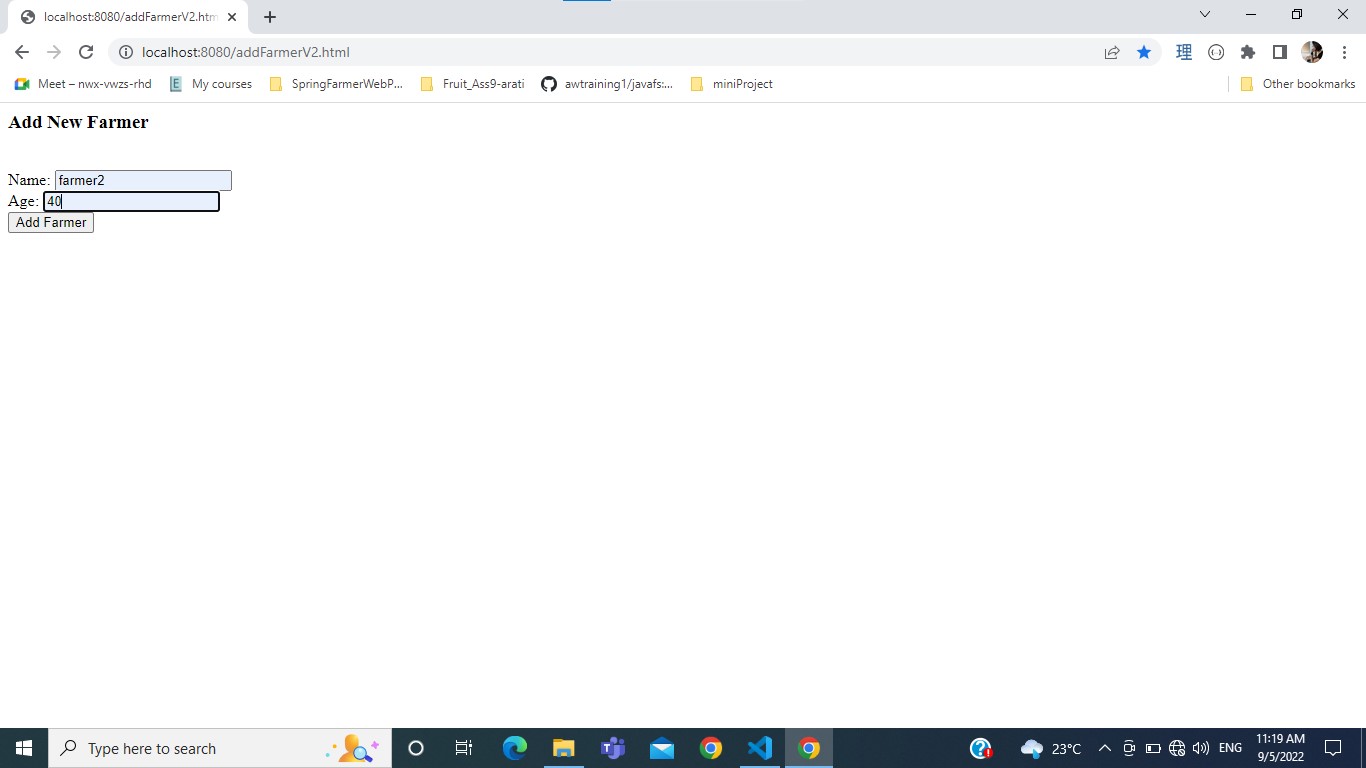 localhost:8080/addFarmerV2.htm
localhost:8080/addFarmerV2.html
理
Meet – nwx-vwzs-rhd
E
My courses
SpringFarmerWebP...
Fruit_Ass9-arati
awtraining1/javafs:...
miniProject
Other bookmarks
Add New Farmer
Name: farmer2
Age: 40
Add Farmer
Type here to search
23°C
ENG
11:19 AM
9/5/2022